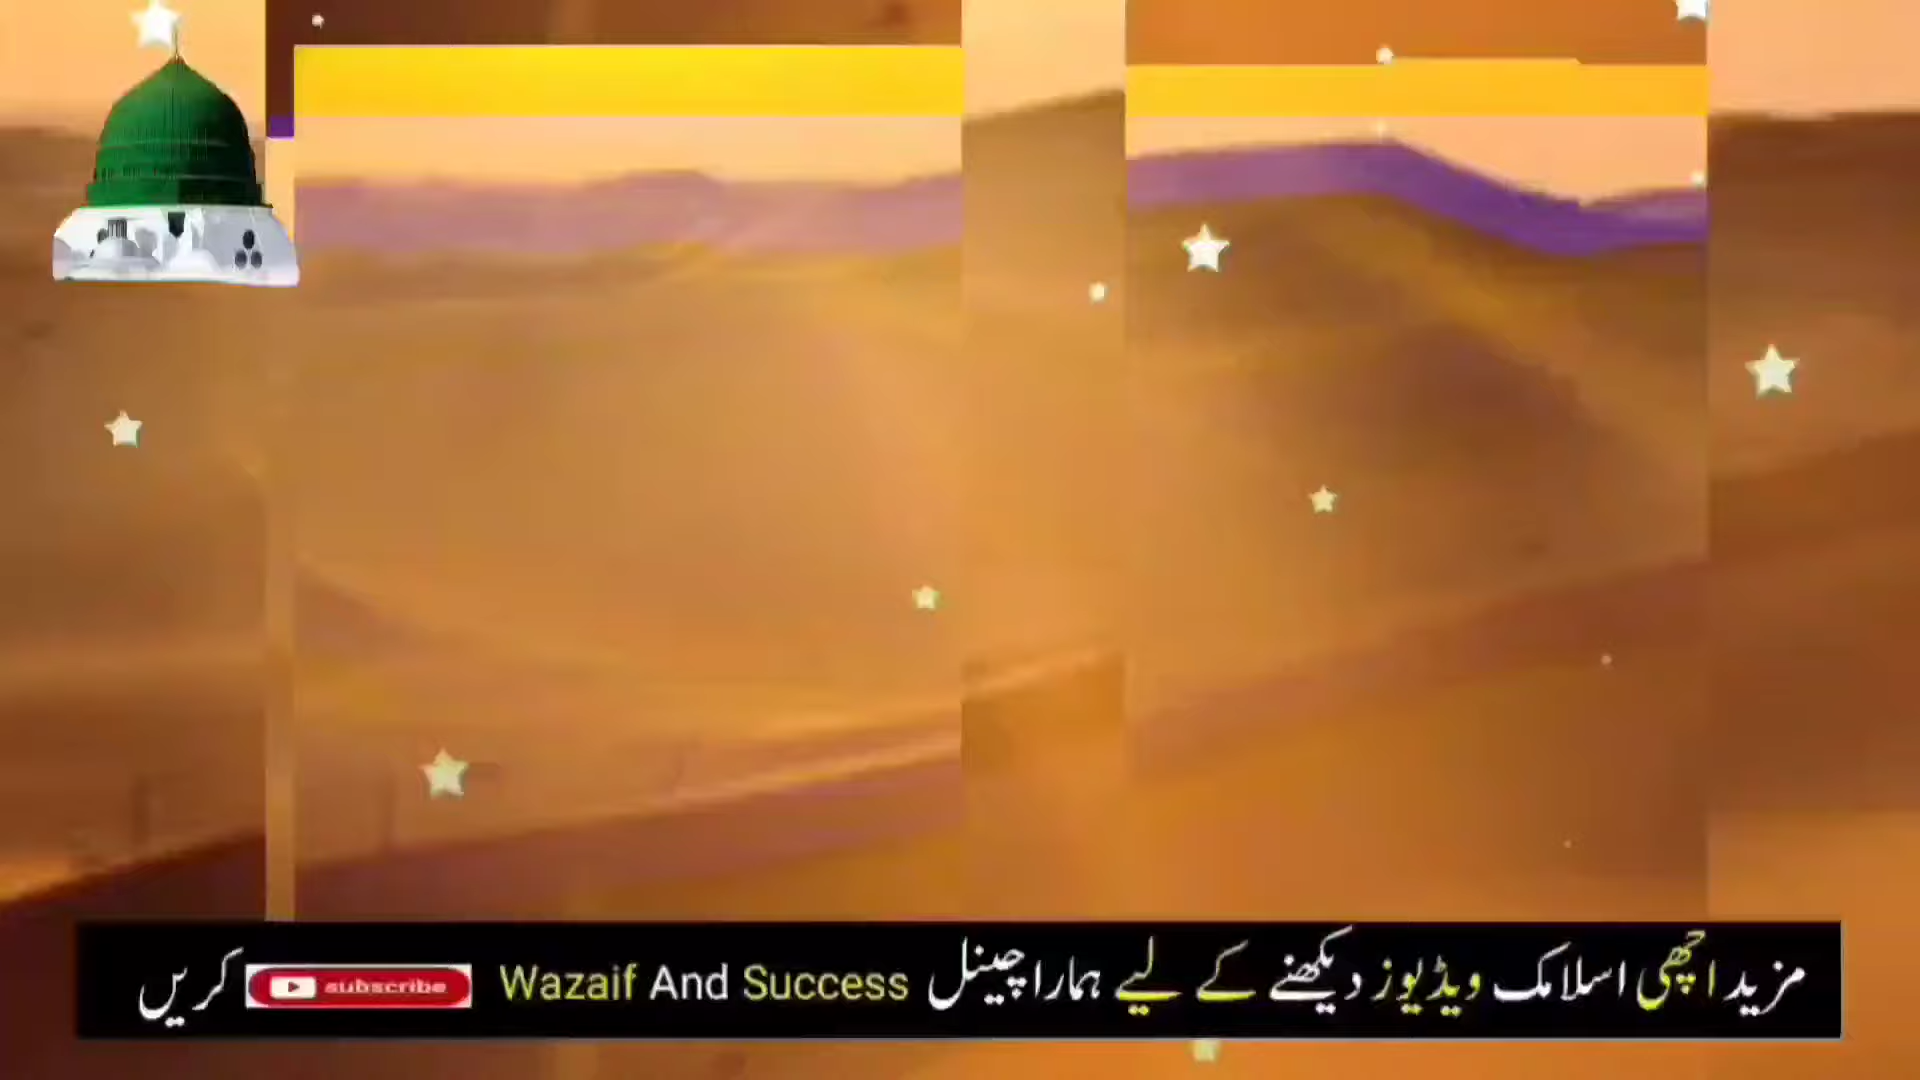 مزید اچھی اسلامک ویڈیوز دیکھنے کے لیے ہمارا چینل Wazaif And Success subscribe کریں